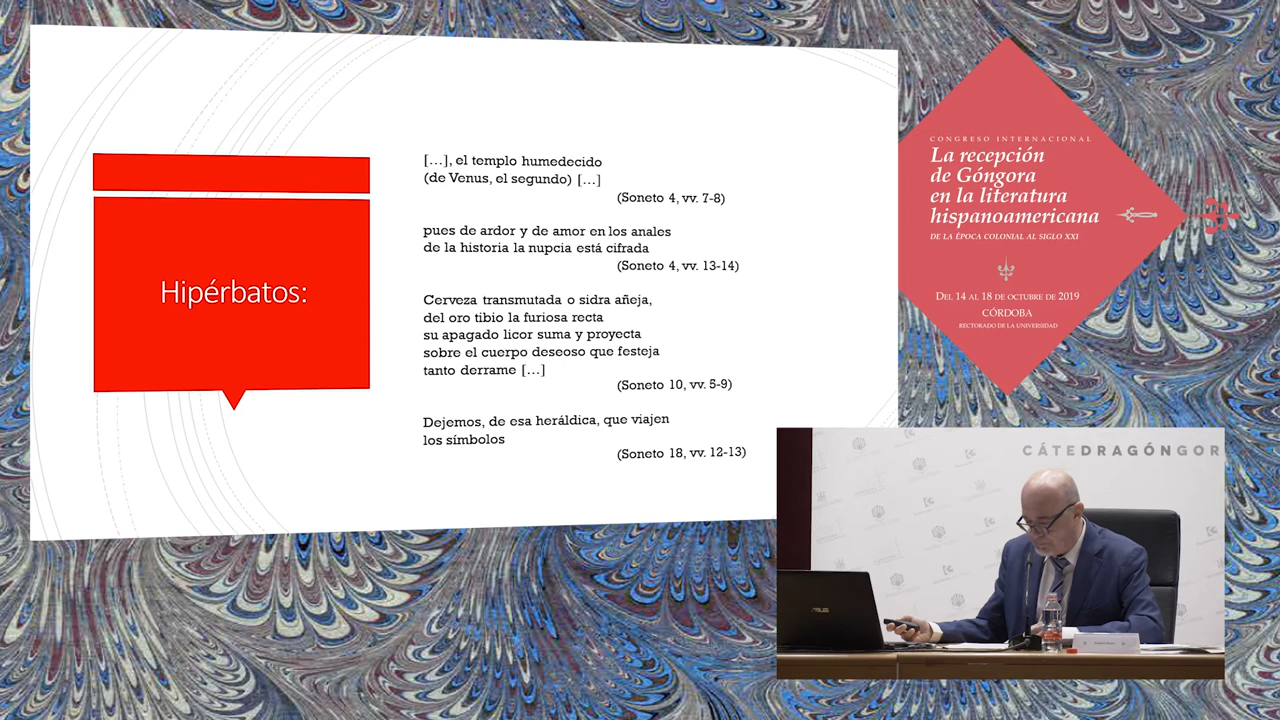 Hipérbatos:
[…], el templo humedecido
(de Venus, el segundo) […]
(Soneto 4, vv. 7-8)
pues de ardor y de amor en los anales
de la historia la nupcia está cifrada
(Soneto 4, vv. 13-14)
Cerveza transmutada o sidra añeja,
del oro tibio la furiosa recta
su apagado licor suma y proyecta
sobre el cuerpo deseoso que festeja
tanto derrame […]
(Soneto 10, vv. 5-9)
Dejemos, de esa heráldica, que viajen
los símbolos
(Soneto 18, vv. 12-13)
CONGRESO INTERNACIONAL
La recepción
de Góngora
en la literatura
hispanoamericana
DE LA ÉPOCA COLONIAL AL SIGLO XXI
DEL 14 AL 18 DE OCTUBRE DE 2019
CÓRDOBA
RECTORADO DE LA UNIVERSIDAD
CÁTEDRAGÓNGOR
ASUS